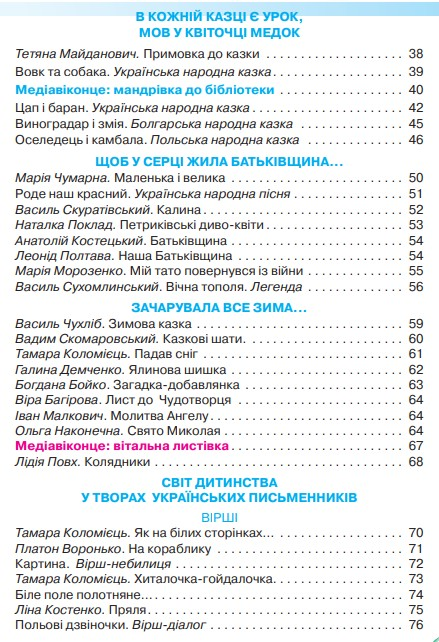 В КОЖНІЙ КАЗЦІ Є УРОК,
МОВ У КВІТОЧЦІ МЕДОК
Тетяна Майданович. Примовка до казки . . . . . . . . . . . . . . . . . 38
Вовк та собака. Українська народна казка . . . . . . . . . . . . . . . 39
Медіавіконце: мандрівка до бібліотеки . . . . . . . . . . . . . . . 40
Цап і баран. Українська народна казка . . . . . . . . . . . . . . . . . 42
Виноградар і змія. Болгарська народна казка . . . . . . . . . . . . 45
Оселедець і камбала. Польська народна казка . . . . . . . . . . . 46
ЩОБ У СЕРЦІ ЖИЛА БАТЬКІВЩИНА...
Марія Чумарна. Маленька і велика . . . . . . . . . . . . . . . . . . . . 50
Роде наш красний. Українська народна пісня . . . . . . . . . . . . 51
Василь Скуратівський. Калина . . . . . . . . . . . . . . . . . . . . . . . 52
Наталка Поклад. Петриківські диво-квіти . . . . . . . . . . . . . . . . 53
Анатолій Костецький. Батьківщина . . . . . . . . . . . . . . . . . . . . 54
Леонід Полтава. Наша Батьківщина . . . . . . . . . . . . . . . . . . . . 54
Марія Морозенко. Мій тато повернувся із війни . . . . . . . . . . . 55
Василь Сухомлинський. Вічна тополя. Легенда . . . . . . . . . . . . 56
ЗАЧАРУВАЛА ВСЕ ЗИМА...
Василь Чухліб. Зимова казка . . . . . . . . . . . . . . . . . . . . . . . . 59
Вадим Скомаровський. Казкові шати. . . . . . . . . . . . . . . . . . . 60
Тамара Коломієць. Падав сніг . . . . . . . . . . . . . . . . . . . . . . . 61
Галина Демченко. Ялинова шишка . . . . . . . . . . . . . . . . . . . . 62
Богдана Бойко. Загадка-добавлянка . . . . . . . . . . . . . . . . . . . 63
Віра Багірова. Лист до Чудотворця . . . . . . . . . . . . . . . . . . . . 64
Іван Малкович. Молитва Ангелу . . . . . . . . . . . . . . . . . . . . . . 64
Ольга Наконечна. Свято Миколая . . . . . . . . . . . . . . . . . . . . . 64
Медіавіконце: вітальна листівка . . . . . . . . . . . . . . . . . . . . . 67
Лідія Повх. Колядники . . . . . . . . . . . . . . . . . . . . . . . . . . . . 68
СВІТ ДИТИНСТВА
У ТВОРАХ УКРАЇНСЬКИХ ПИСЬМЕННИКІВ
ВІРШІ
Тамара Коломієць. Як на білих сторінках... . . . . . . . . . . . . . . . 70
Платон Воронько. На кораблику . . . . . . . . . . . . . . . . . . . . . . 71
Картина. Вірш-небилиця . . . . . . . . . . . . . . . . . . . . . . . . . . . 72
Тамара Коломієць. Хиталочка-гойдалочка. . . . . . . . . . . . . . . . 73
Біле поле полотняне... . . . . . . . . . . . . . . . . . . . . . . . . . . . . 74
Ліна Костенко. Пряля . . . . . . . . . . . . . . . . . . . . . . . . . . . . . 75
Польові дзвіночки. Вірш-діалог . . . . . . . . . . . . . . . . . . . . . . 76